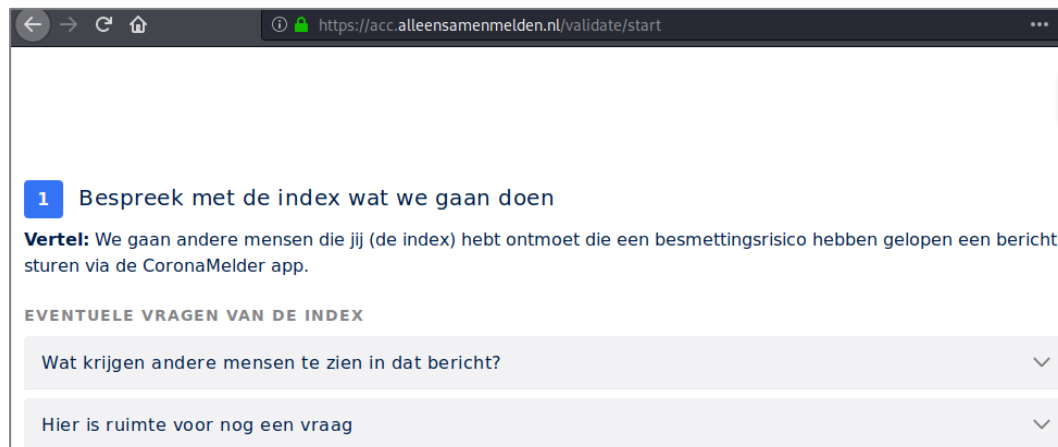 https://acc.alleensamenmelden.nl/validate/start
1 Bespreek met de index wat we gaan doen
Vertel: We gaan andere mensen die jij (de index) hebt ontmoet die een besmettingsrisico hebben gelopen een bericht
sturen via de CoronaMelder app.
EVENTUELE VRAGEN VAN DE INDEX
Wat krijgen andere mensen te zien in dat bericht?
Hier is ruimte voor nog een vraag